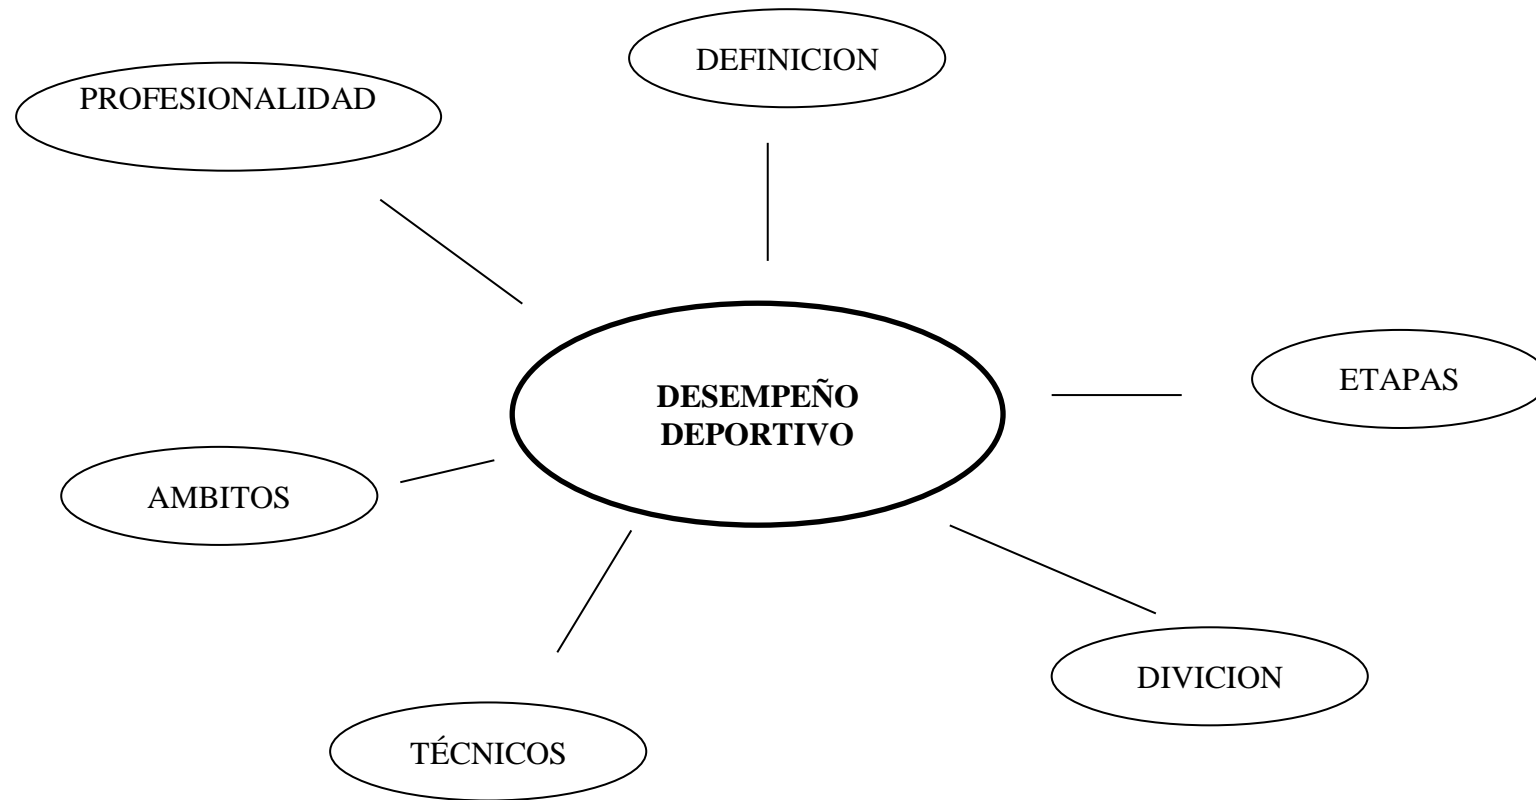 DEFINICION
PROFESIONALIDAD
ETAPAS
DESEMPEÑO
DEPORTIVO
AMBITOS
DIVICION
TÉCNICOS